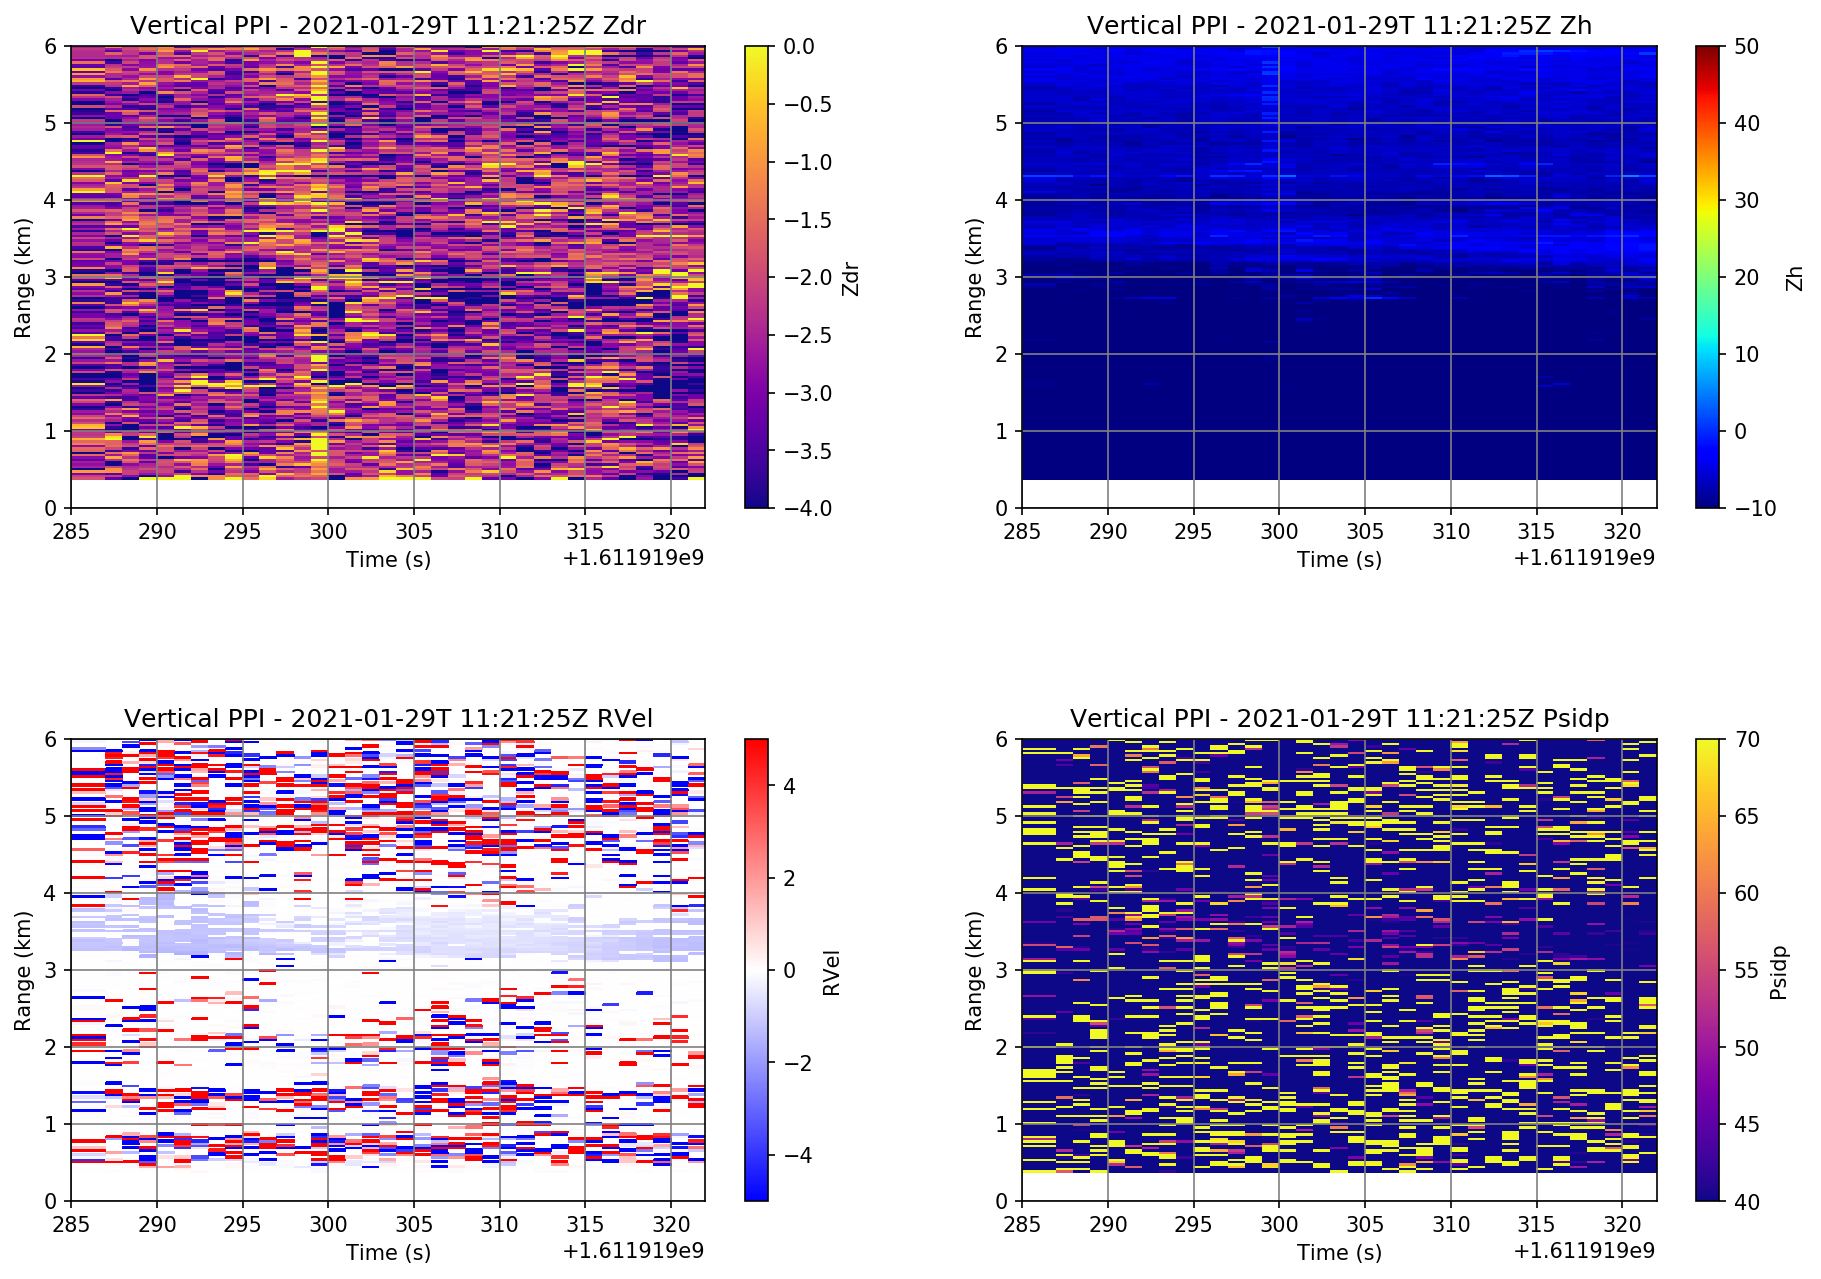 Vertical PPI - 2021-01-29T 11:21:25Z Zdr
6
5
4
3
2
1
0
Range (km)
285 290 295 300 305 310 315 320
Time (s)
+1.611919e9
0.0
−0.5
−1.0
−1.5
−2.0
−2.5
−3.0
−3.5
−4.0
Zdr
Vertical PPI - 2021-01-29T 11:21:25Z Zh
6
5
4
3
2
1
0
Range (km)
285 290 295 300 305 310 315 320
Time (s)
+1.611919e9
50
40
30
20
10
0
−10
Zh
Vertical PPI - 2021-01-29T 11:21:25Z RVel
6
5
4
3
2
1
0
Range (km)
285 290 295 300 305 310 315 320
Time (s)
+1.611919e9
4
2
0
−2
−4
RVel
Vertical PPI - 2021-01-29T 11:21:25Z Psidp
6
5
4
3
2
1
0
Range (km)
285 290 295 300 305 310 315 320
Time (s)
+1.611919e9
70
65
60
55
50
45
40
Psidp